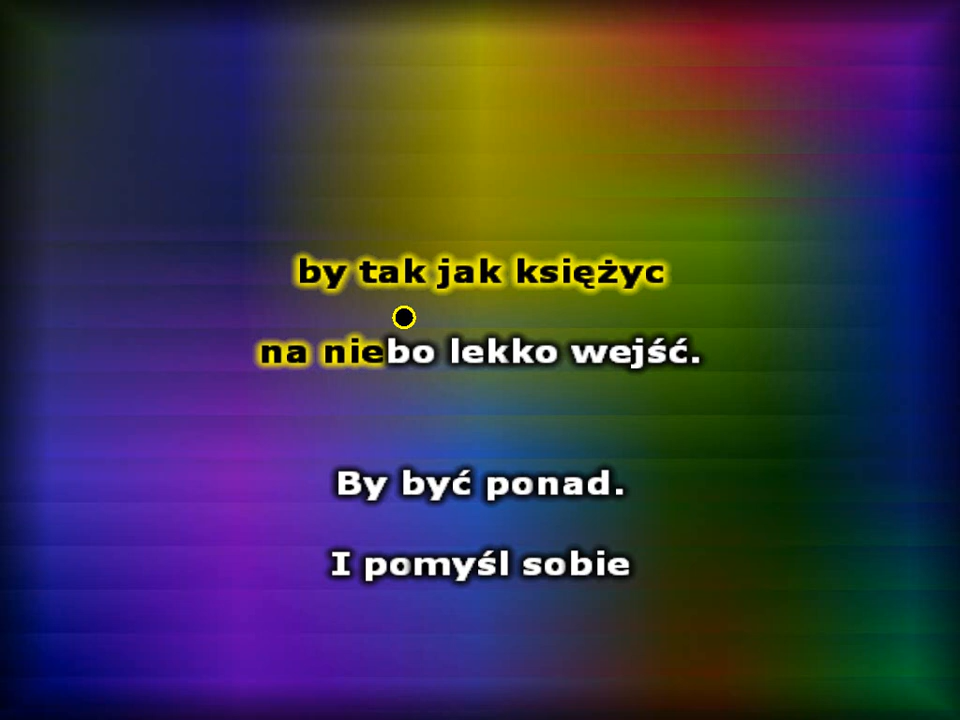 by tak jak księżyc
na niebo lekko wejść.
By być ponad.
I pomyśl sobie